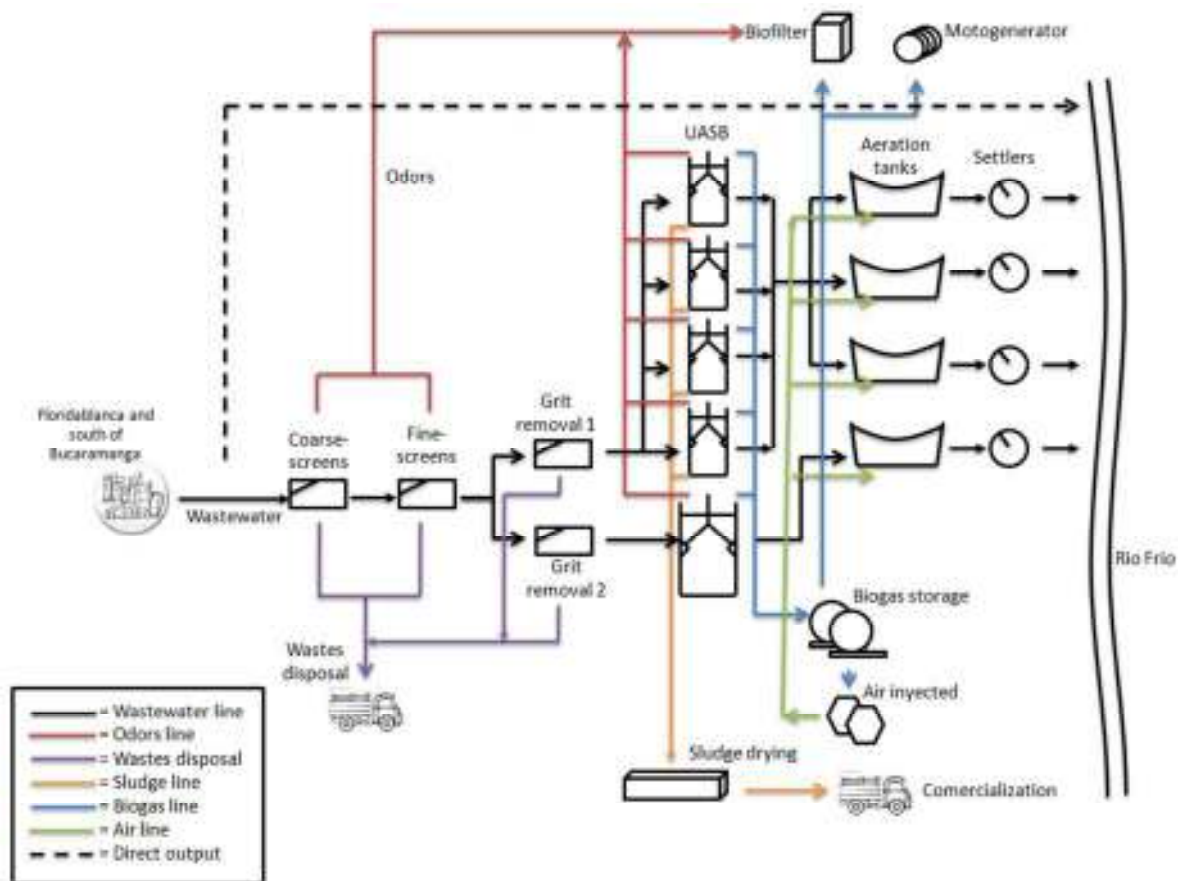 Biofilter
Motogenerator
UASB
Aeration
tanks
Settlers
Odors
Floridablanca and
south of
Bucaramanga
Coarse-
screens
Fine-
screens
Grit
removal 1
Wastewater
Grit
removal 2
Rio Frio
Biogas storage
Wastes
disposal
Air inyected
Sludge drying
Comercialization
= Wastewater line
= Odors line
= Wastes disposal
= Sludge line
= Biogas line
= Air line
= Direct output